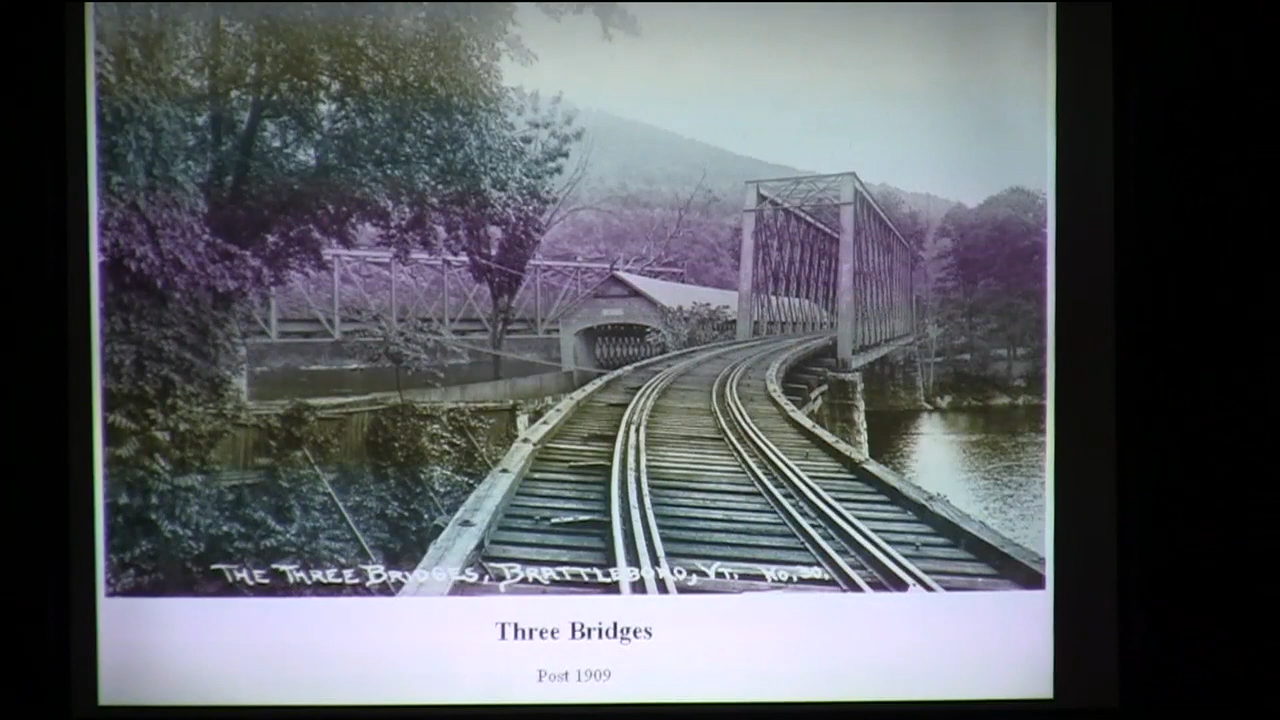 THE THREE BRIDGES, BRATTLEBORO, VT. NO, 30.
Three Bridges
Post 1909